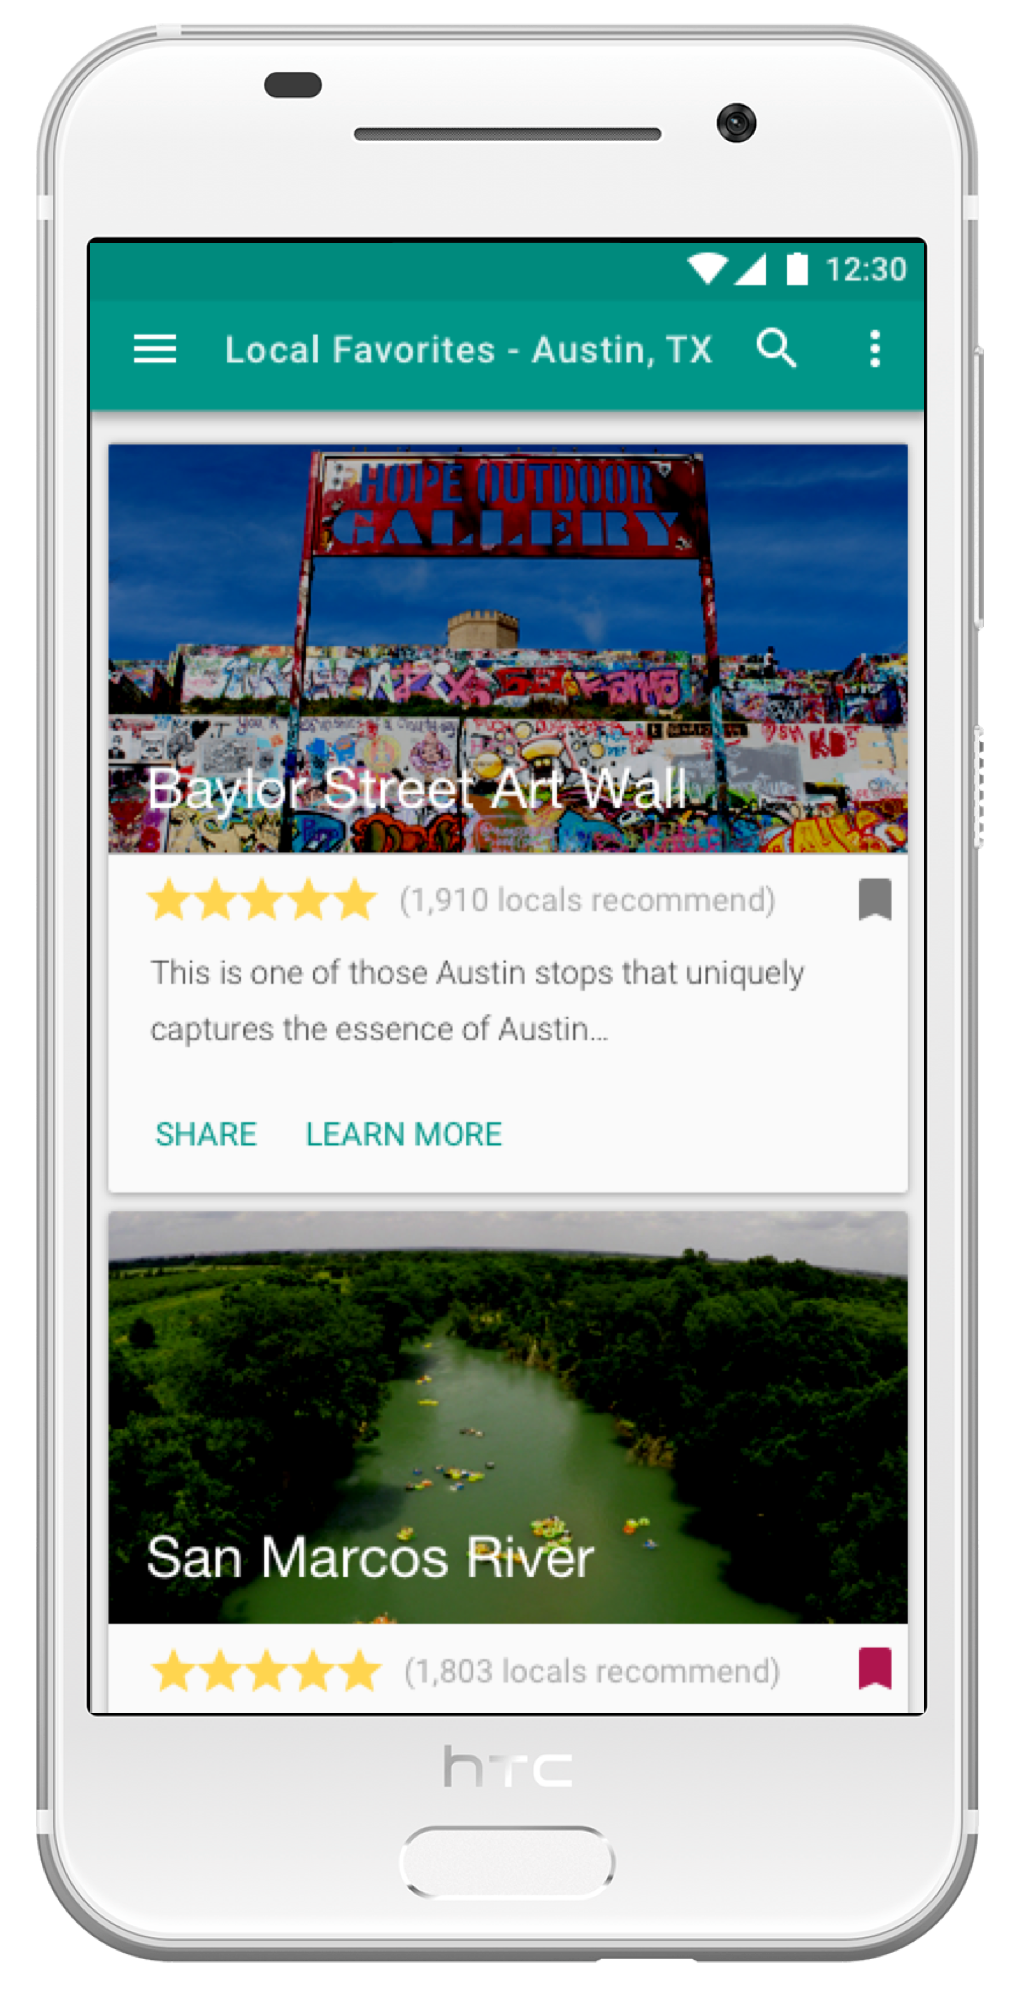 12:30
Local Favorites - Austin, TX
HOPE OUTDOOR
GALLERY
Baylor Street Art Wall
(1,910 locals recommend)
This is one of those Austin stops that uniquely
captures the essence of Austin...
SHARE LEARN MORE
San Marcos River
(1,803 locals recommend)
hTC